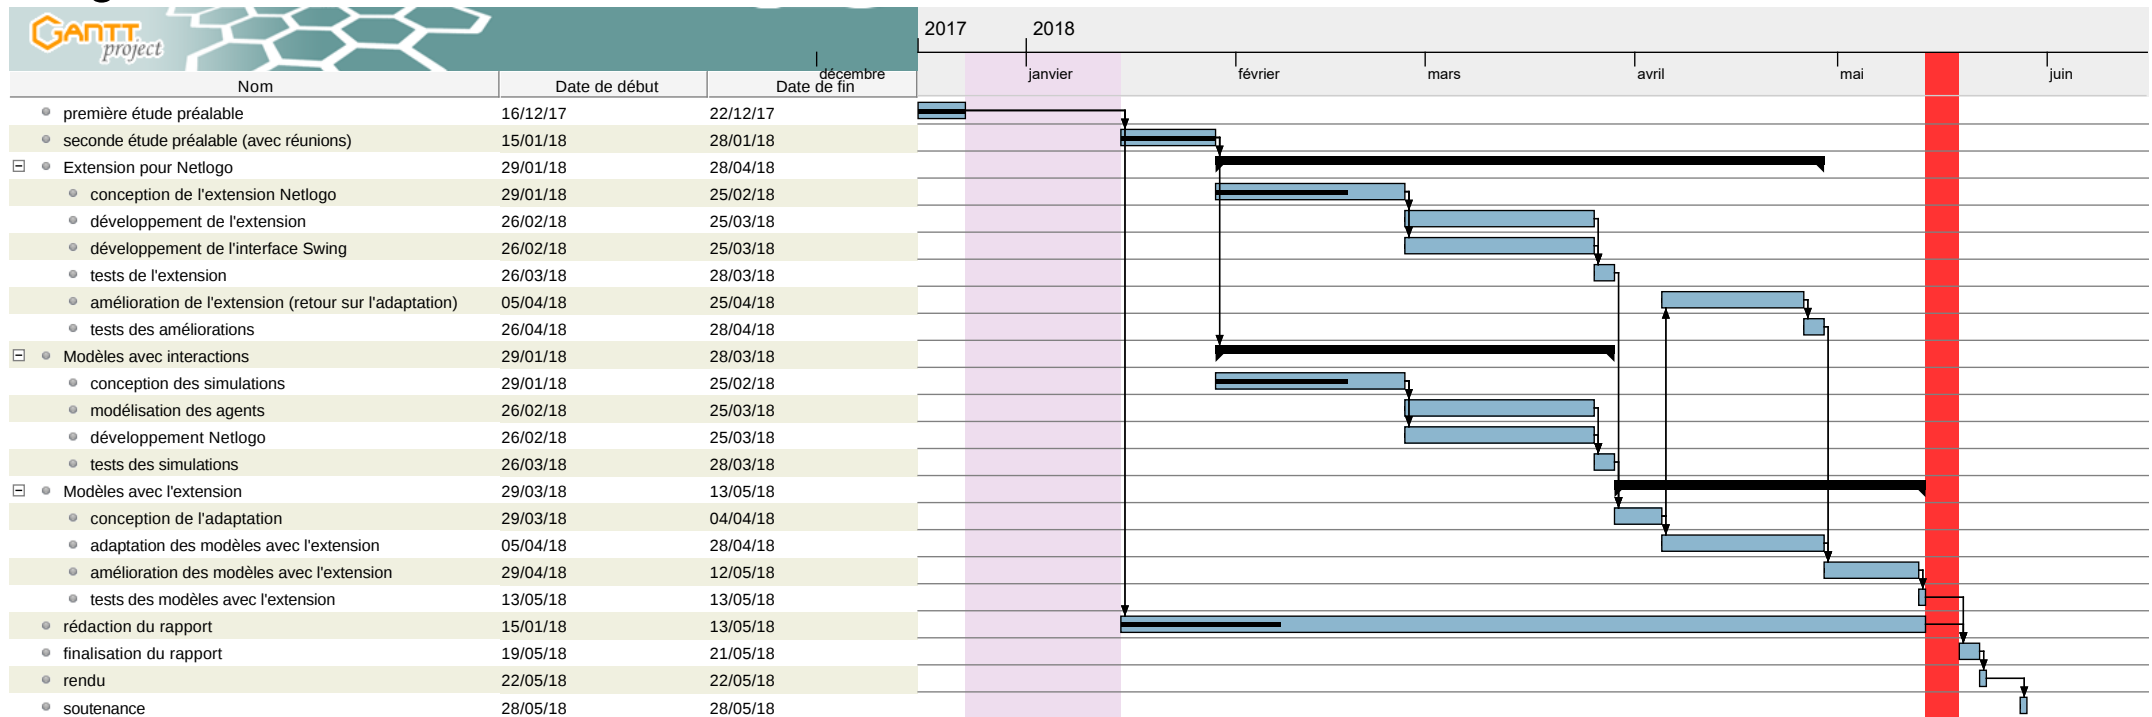 GANTT project
2017 2018
décembre janvier février mars avril mai juin
Nom Date de début Date de fin
première étude préalable 16/12/17 22/12/17
seconde étude préalable (avec réunions) 15/01/18 28/01/18
Extension pour Netlogo 29/01/18 28/04/18
conception de l'extension Netlogo 29/01/18 25/02/18
développement de l'extension 26/02/18 25/03/18
développement de l'interface Swing 26/02/18 25/03/18
tests de l'extension 26/03/18 28/03/18
amélioration de l'extension (retour sur l'adaptation) 05/04/18 25/04/18
tests des améliorations 26/04/18 28/04/18
Modèles avec interactions 29/01/18 28/03/18
conception des simulations 29/01/18 25/02/18
modélisation des agents 26/02/18 25/03/18
développement Netlogo 26/02/18 25/03/18
tests des simulations 26/03/18 28/03/18
Modèles avec l'extension 29/03/18 13/05/18
conception de l'adaptation 29/03/18 04/04/18
adaptation des modèles avec l'extension 05/04/18 28/04/18
amélioration des modèles avec l'extension 29/04/18 12/05/18
tests des modèles avec l'extension 13/05/18 13/05/18
rédaction du rapport 15/01/18 13/05/18
finalisation du rapport 19/05/18 21/05/18
rendu 22/05/18 22/05/18
soutenance 28/05/18 28/05/18